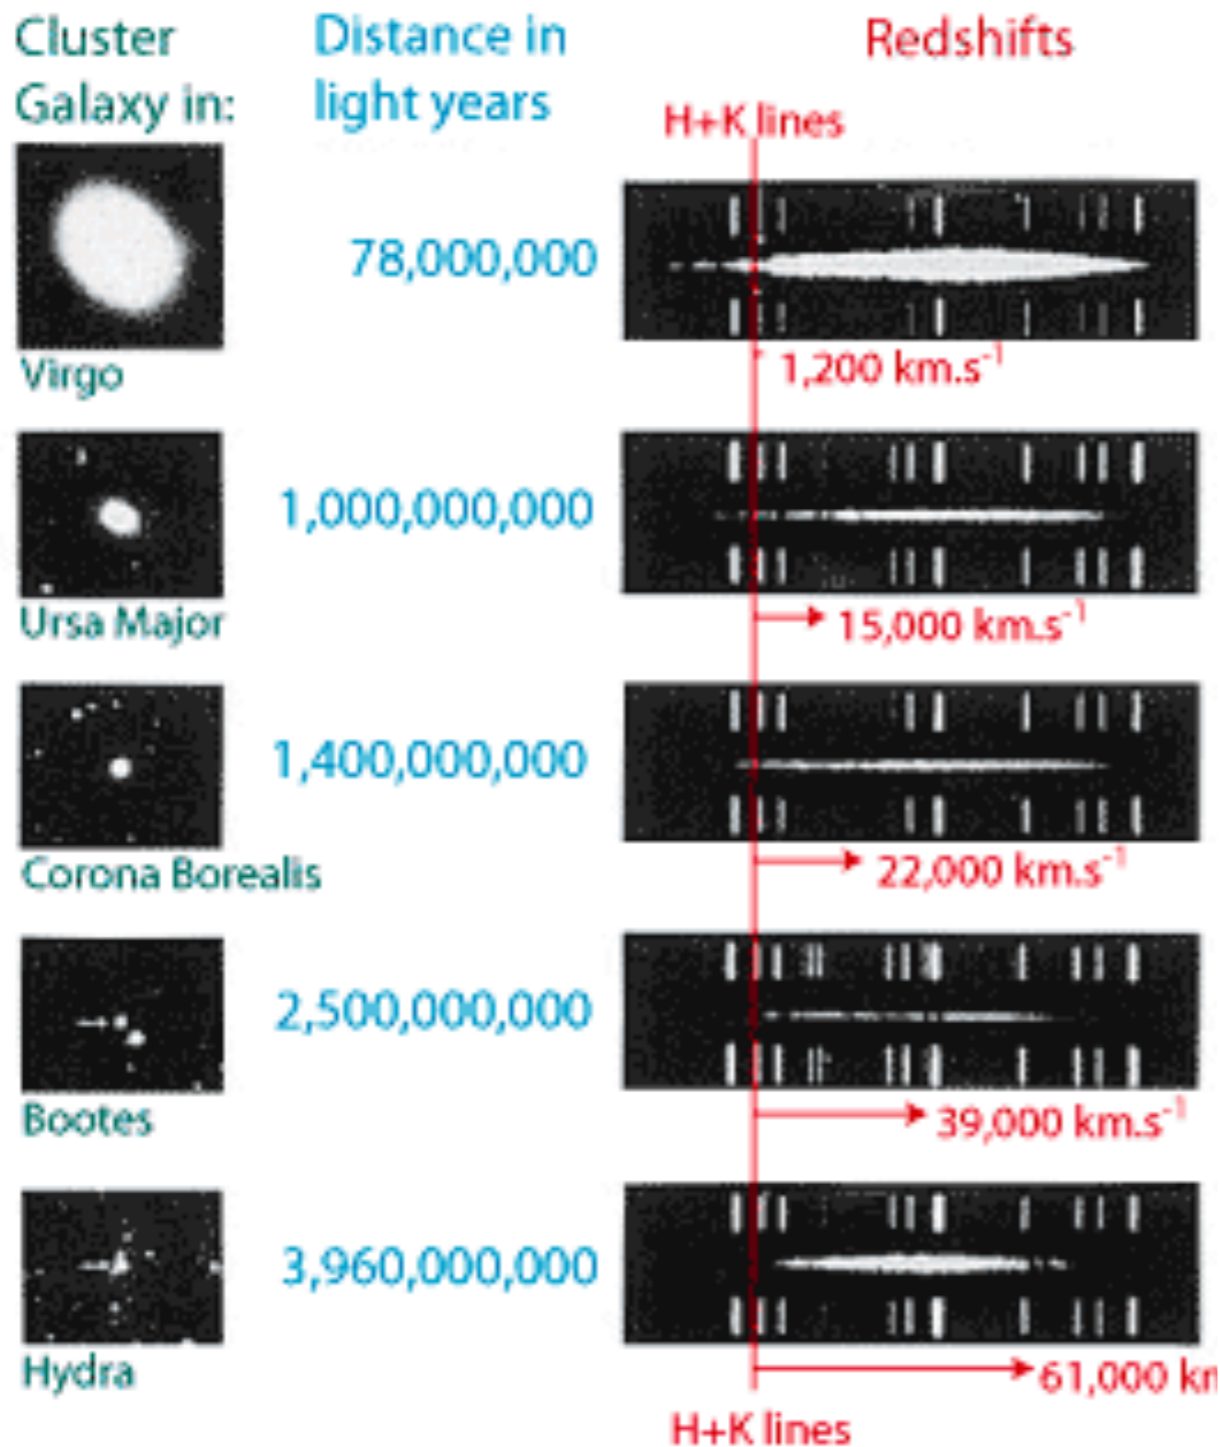 Cluster
Galaxy in:
Distance in
light years
Redshifts
H+K lines
Virgo
78,000,000
1,200 km.s-1
Ursa Major
1,000,000,000
15,000 km.s-1
Corona Borealis
1,400,000,000
22,000 km.s-1
Bootes
2,500,000,000
39,000 km.s-1
Hydra
3,960,000,000
61,000 k
H+K lines